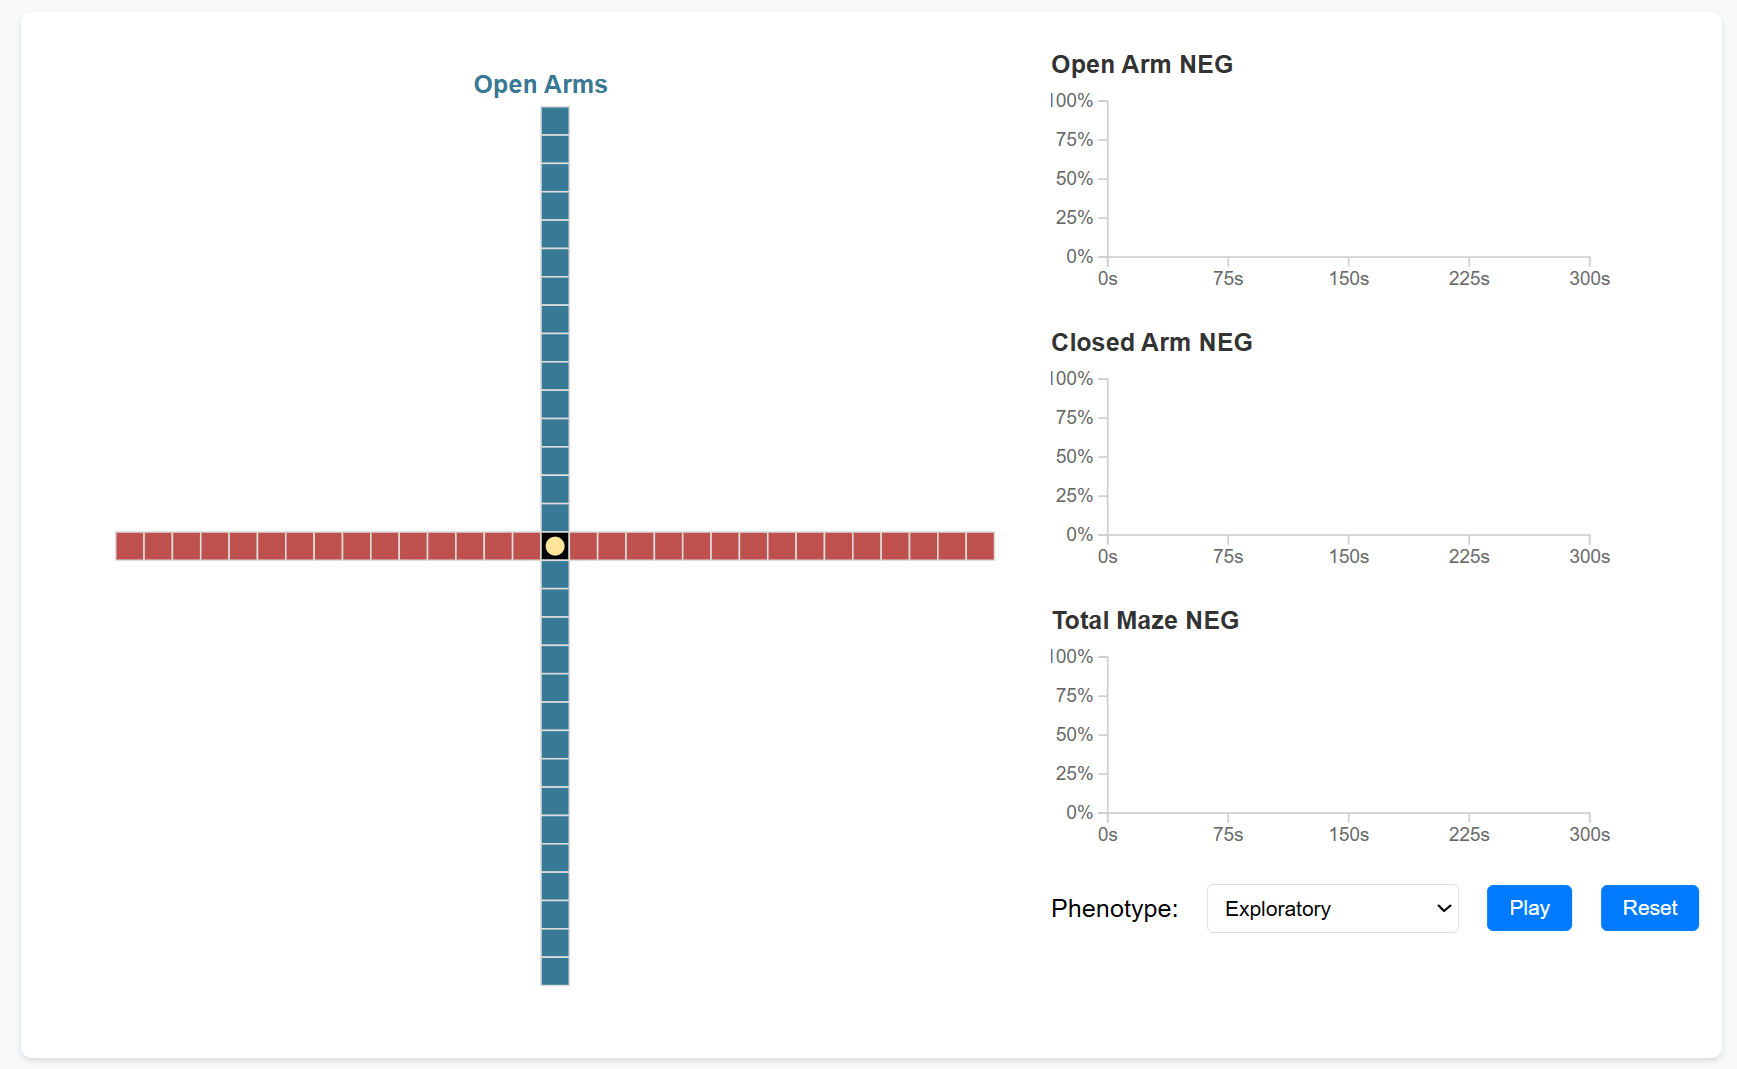 Open Arms
Open Arm NEG
100%
75%
50%
25%
0%
0s 75s 150s 225s 300s
Closed Arm NEG
100%
75%
50%
25%
0%
0s 75s 150s 225s 300s
Total Maze NEG
100%
75%
50%
25%
0%
0s 75s 150s 225s 300s
Phenotype: Exploratory Play Reset